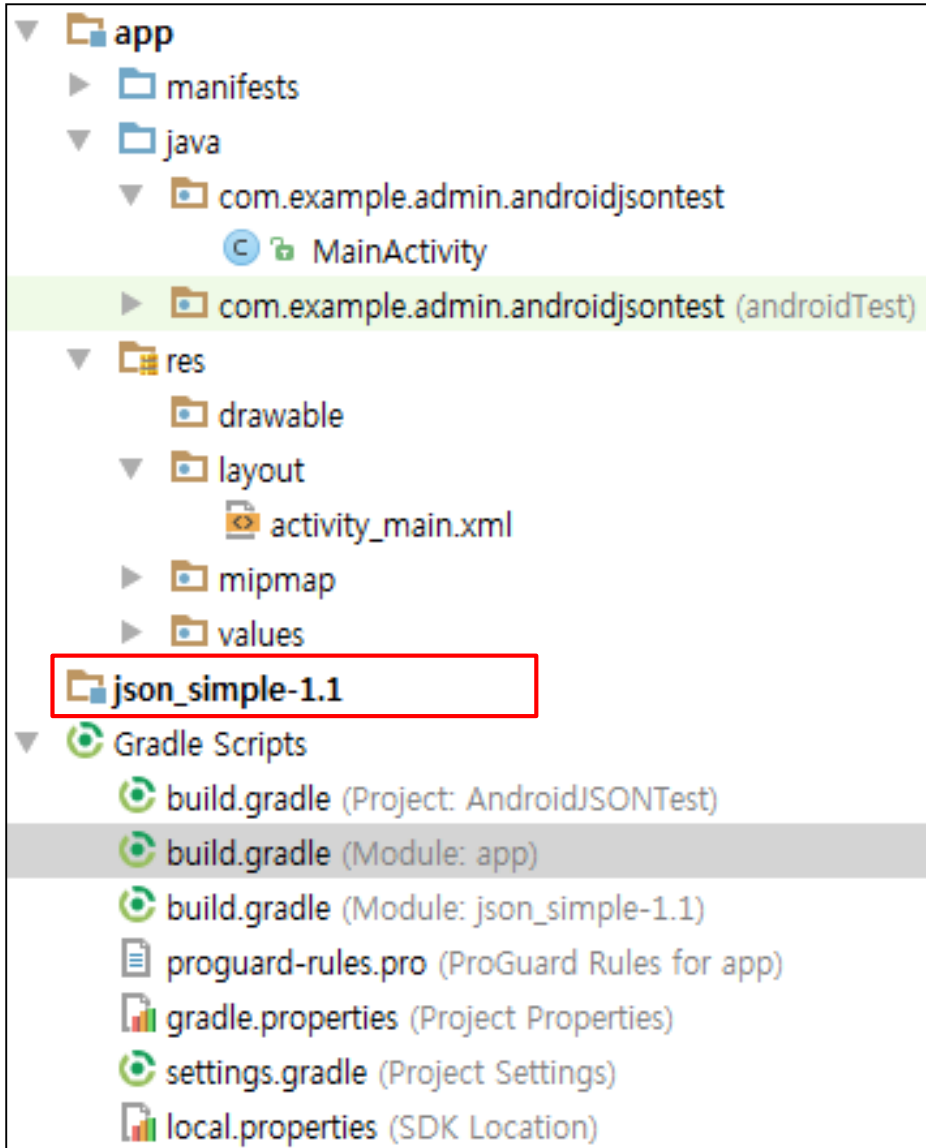 app
manifests
java
com.example.admin.androidjsontest
C MainActivity
com.example.admin.androidjsontest (androidTest)
res
drawable
layout
activity_main.xml
mipmap
values
json_simple-1.1
Gradle Scripts
build.gradle (Project: AndroidJSONTest)
build.gradle (Module: app)
build.gradle (Module: json_simple-1.1)
proguard-rules.pro (ProGuard Rules for app)
gradle.properties (Project Properties)
settings.gradle (Project Settings)
local.properties (SDK Location)